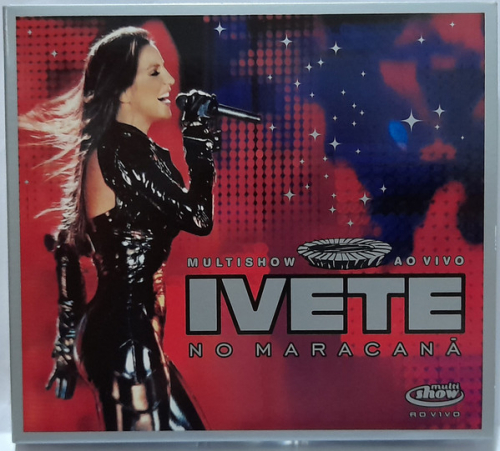 MULTISHOW AO VIVO
IVETE
NO MARACANÃ
multi
show
AO VIVO